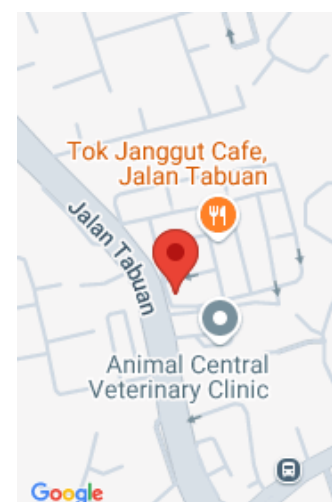 Tok Janggut Cafe,
Jalan Tabuan
Jalan Tabuan
Animal Central
Veterinary Clinic
Google